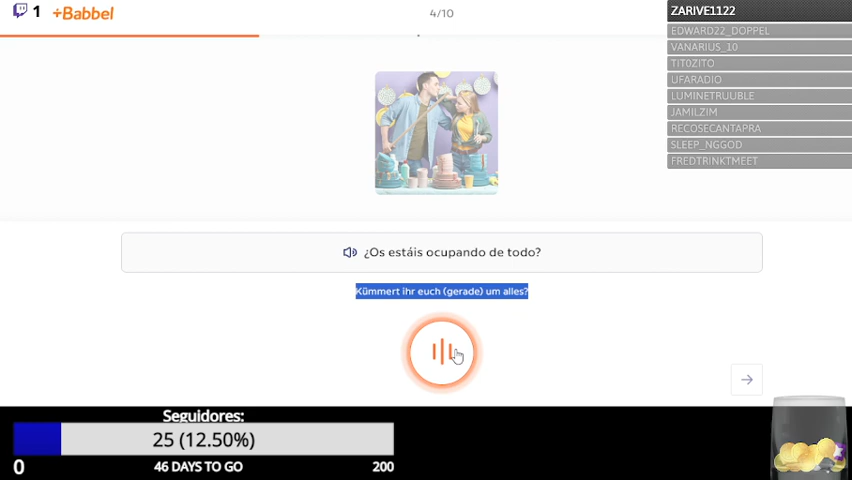 1
+Babbel
4/10
ZARIVE1122
EDWARD22_DOPPEL
VANARIUS_10
TIT0ZITO
UFARADIO
LUMINETRUUBLE
JAMILZIM
RECOSECANTAPRA
SLEEP_NGGOD
FREDTRINKTMEET
¿Os estáis ocupando de todo?
Kümmert ihr euch (gerade) um alles?
Seguidores:
25 (12.50%)
0
46 DAYS TO GO
200